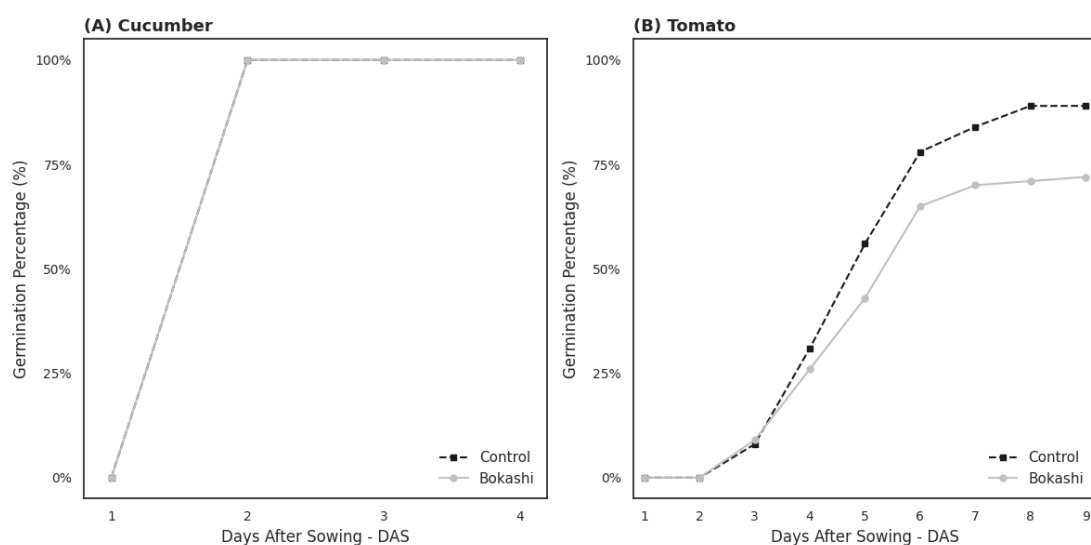 (A) Cucumber
Germination Percentage (%)
100%
75%
50%
25%
0%
1 2 3 4
Days After Sowing - DAS
Control
Bokashi
(B) Tomato
Germination Percentage (%)
100%
75%
50%
25%
0%
1 2 3 4 5 6 7 8 9
Days After Sowing - DAS
Control
Bokashi